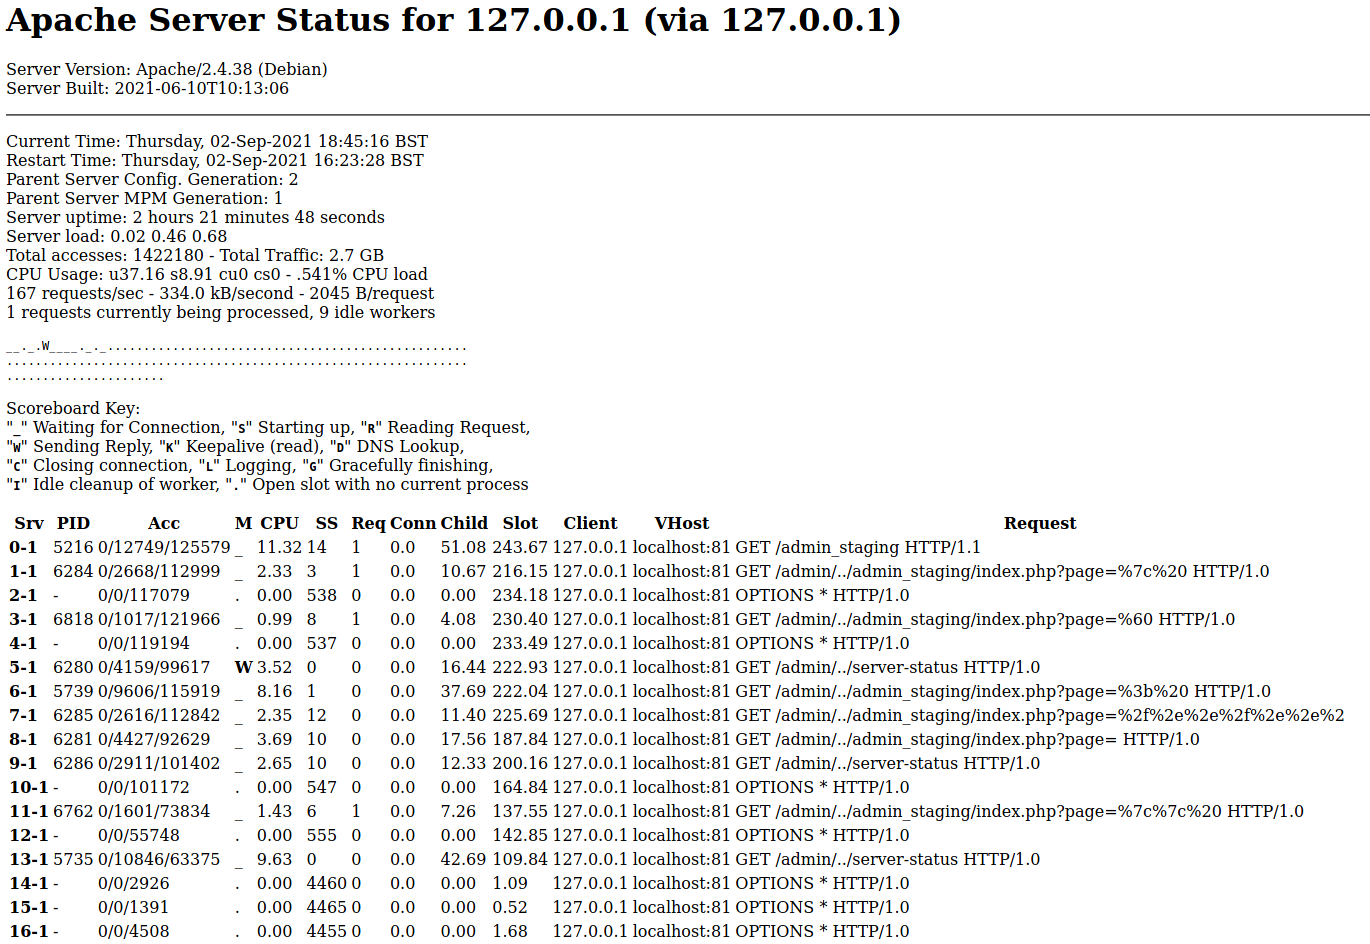 Apache Server Status for 127.0.0.1 (via 127.0.0.1)
Server Version: Apache/2.4.38 (Debian)
Server Built: 2021-06-10T10:13:06
Current Time: Thursday, 02-Sep-2021 18:45:16 BST
Restart Time: Thursday, 02-Sep-2021 16:23:28 BST
Parent Server Config. Generation: 2
Parent Server MPM Generation: 1
Server uptime: 2 hours 21 minutes 48 seconds
Server load: 0.02 0.46 0.68
Total accesses: 1422180 - Total Traffic: 2.7 GB
CPU Usage: u37.16 s8.91 cu0 cs0 - .541% CPU load
167 requests/sec - 334.0 kB/second - 2045 B/request
1 requests currently being processed, 9 idle workers
__._.W____._._..................................................
................................................................
......................
Scoreboard Key:
"_" Waiting for Connection, "S" Starting up, "R" Reading Request,
"W" Sending Reply, "K" Keepalive (read), "D" DNS Lookup,
"C" Closing connection, "L" Logging, "G" Gracefully finishing,
"I" Idle cleanup of worker, "." Open slot with no current process
Srv PID Acc M CPU SS Req Conn Child Slot Client VHost Request
0-1 5216 0/12749/125579 _ 11.32 14 1 0.0 51.08 243.67 127.0.0.1 localhost:81 GET /admin_staging HTTP/1.1
1-1 6284 0/2668/112999 _ 2.33 3 1 0.0 10.67 216.15 127.0.0.1 localhost:81 GET /admin/../admin_staging/index.php?page=%7c%20 HTTP/1.0
2-1 - 0/0/117079 . 0.00 538 0 0.0 0.00 234.18 127.0.0.1 localhost:81 OPTIONS * HTTP/1.0
3-1 6818 0/1017/121966 _ 0.99 8 1 0.0 4.08 230.40 127.0.0.1 localhost:81 GET /admin/../admin_staging/index.php?page=%60 HTTP/1.0
4-1 - 0/0/119194 . 0.00 537 0 0.0 0.00 233.49 127.0.0.1 localhost:81 OPTIONS * HTTP/1.0
5-1 6280 0/4159/99617 W 3.52 0 0 0.0 16.44 222.93 127.0.0.1 localhost:81 GET /admin/../server-status HTTP/1.0
6-1 5739 0/9606/115919 _ 8.16 1 0 0.0 37.69 222.04 127.0.0.1 localhost:81 GET /admin/../admin_staging/index.php?page=%3b%20 HTTP/1.0
7-1 6285 0/2616/112842 _ 2.35 12 0 0.0 11.40 225.69 127.0.0.1 localhost:81 GET /admin/../admin_staging/index.php?page=%2f%2e%2e%2f%2e%2e%2
8-1 6281 0/4427/92629 _ 3.69 10 0 0.0 17.56 187.84 127.0.0.1 localhost:81 GET /admin/../admin_staging/index.php?page= HTTP/1.0
9-1 6286 0/2911/101402 _ 2.65 10 0 0.0 12.33 200.16 127.0.0.1 localhost:81 GET /admin/../server-status HTTP/1.0
10-1 - 0/0/101172 . 0.00 547 0 0.0 0.00 164.84 127.0.0.1 localhost:81 OPTIONS * HTTP/1.0
11-1 6762 0/1601/73834 _ 1.43 6 1 0.0 7.26 137.55 127.0.0.1 localhost:81 GET /admin/../admin_staging/index.php?page=%7c%7c%20 HTTP/1.0
12-1 - 0/0/55748 . 0.00 555 0 0.0 0.00 142.85 127.0.0.1 localhost:81 OPTIONS * HTTP/1.0
13-1 5735 0/10846/63375 _ 9.63 0 0 0.0 42.69 109.84 127.0.0.1 localhost:81 GET /admin/../server-status HTTP/1.0
14-1 - 0/0/2926 . 0.00 4460 0 0.0 0.00 1.09 127.0.0.1 localhost:81 OPTIONS * HTTP/1.0
15-1 - 0/0/1391 . 0.00 4465 0 0.0 0.00 0.52 127.0.0.1 localhost:81 OPTIONS * HTTP/1.0
16-1 - 0/0/4508 . 0.00 4455 0 0.0 0.00 1.68 127.0.0.1 localhost:81 OPTIONS * HTTP/1.0